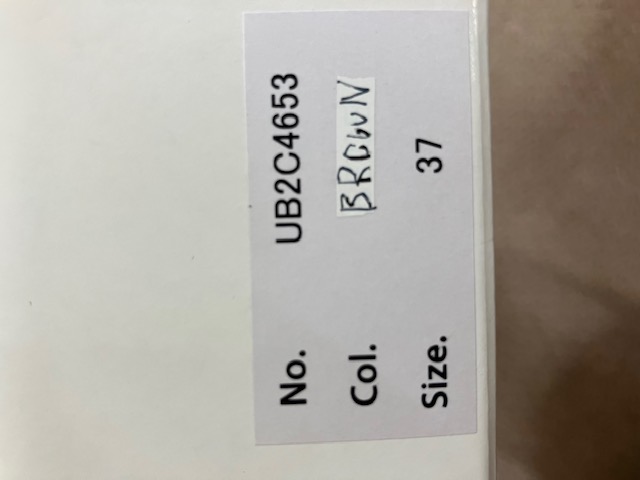 No. UB2C4653
Col. BROWN
Size. 37